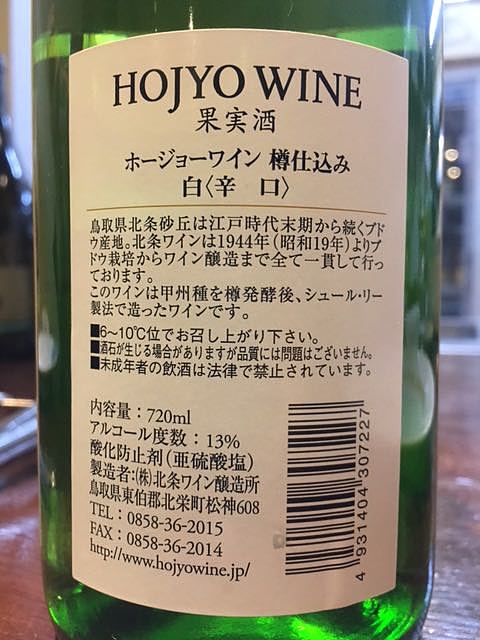 HOJYO WINE
果実酒
ホージョーワイン 樽仕込み
白〈辛 口〉
鳥取県北条砂丘は江戸時代末期から続くブド
ウ産地。北条ワインは1944年（昭和19年）よりブ
ドウ栽培からワイン醸造まで全て一貫して行っ
ております。
このワインは甲州種を樽発酵後、シュール・リー
製法で造ったワインです。
■6〜10℃位でお召し上がり下さい。
■酒石が生じる場合がありますが品質には問題はございません。
■未成年者の飲酒は法律で禁止されています。
内容量：720ml
アルコール度数：13%
酸化防止剤（亜硫酸塩）
製造者：㈱北条ワイン醸造所
鳥取県東伯郡北栄町松神608
TEL：0858-36-2015
FAX：0858-36-2014
http://www.hojyowine.jp/
4 931404 307227